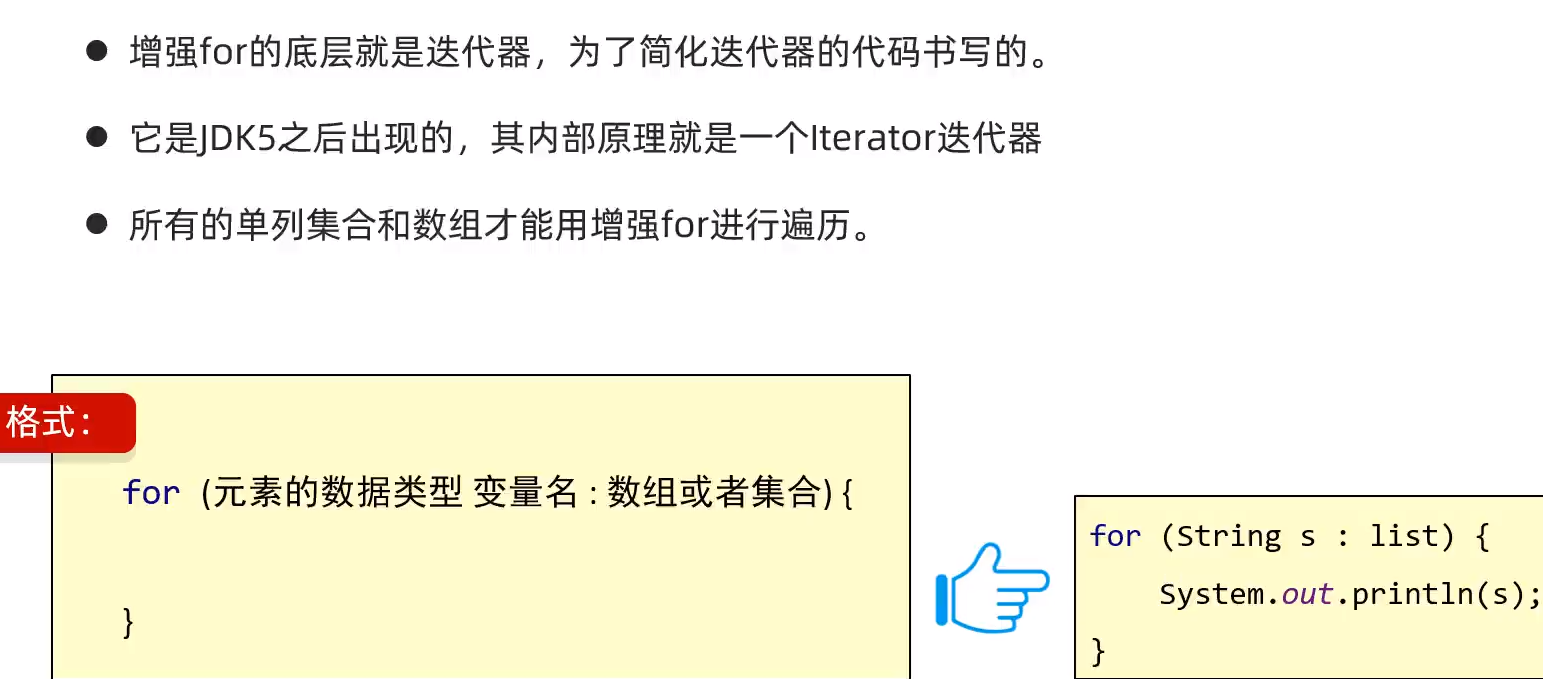 ● 增强for的底层就是迭代器，为了简化迭代器的代码书写的。
● 它是JDK5之后出现的，其内部原理就是一个Iterator迭代器
● 所有的单列集合和数组才能用增强for进行遍历。
格式：
for (元素的数据类型 变量名 : 数组或者集合) {
}
for (String s : list) {
System.out.println(s);
}